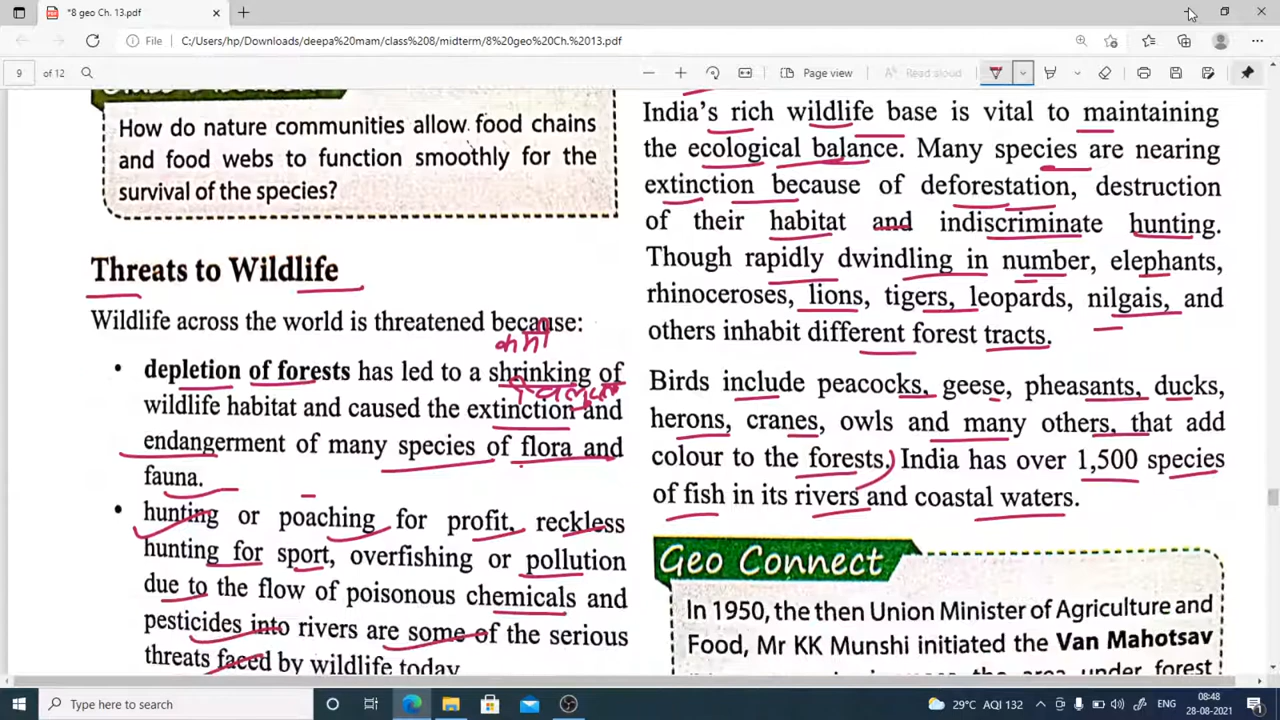 *8 geo Ch. 13.pdf
File C:/Users/hp/Downloads/deepa%20mam/class%208/midterm/8%20geo%20Ch.%2013.pdf
9 of 12 Page view Read aloud
How do nature communities allow food chains
and food webs to function smoothly for the
survival of the species?
Threats to Wildlife
Wildlife across the world is threatened because:
कमी
• depletion of forests has led to a shrinking of
wildlife habitat and caused the extinction and
endangerment of many species of flora and
fauna.
• hunting or poaching for profit, reckless
hunting for sport, overfishing or pollution
due to the flow of poisonous chemicals and
pesticides into rivers are some of the serious
threats faced by wildlife today
India's rich wildlife base is vital to maintaining
the ecological balance. Many species are nearing
extinction because of deforestation, destruction
of their habitat and indiscriminate hunting.
Though rapidly dwindling in number, elephants,
rhinoceroses, lions, tigers, leopards, nilgais, and
others inhabit different forest tracts.
Birds include peacocks, geese, pheasants, ducks,
herons, cranes, owls and many others, that add
colour to the forests. India has over 1,500 species
of fish in its rivers and coastal waters.
Geo Connect
In 1950, the then Union Minister of Agriculture and
Food, Mr KK Munshi initiated the Van Mahotsav
the area under forest
Type here to search
29°C AQI 132 ENG 08:48
28-08-2021